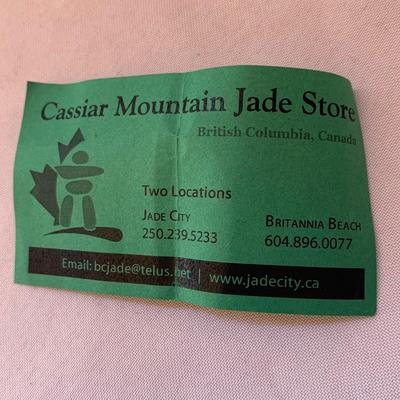 Cassiar Mountain Jade Store
British Columbia, Canada
Two Locations
Jade City
250.239.5233
Britannia Beach
604.896.0077
Email: bcjade@telus.net | www.jadecity.ca